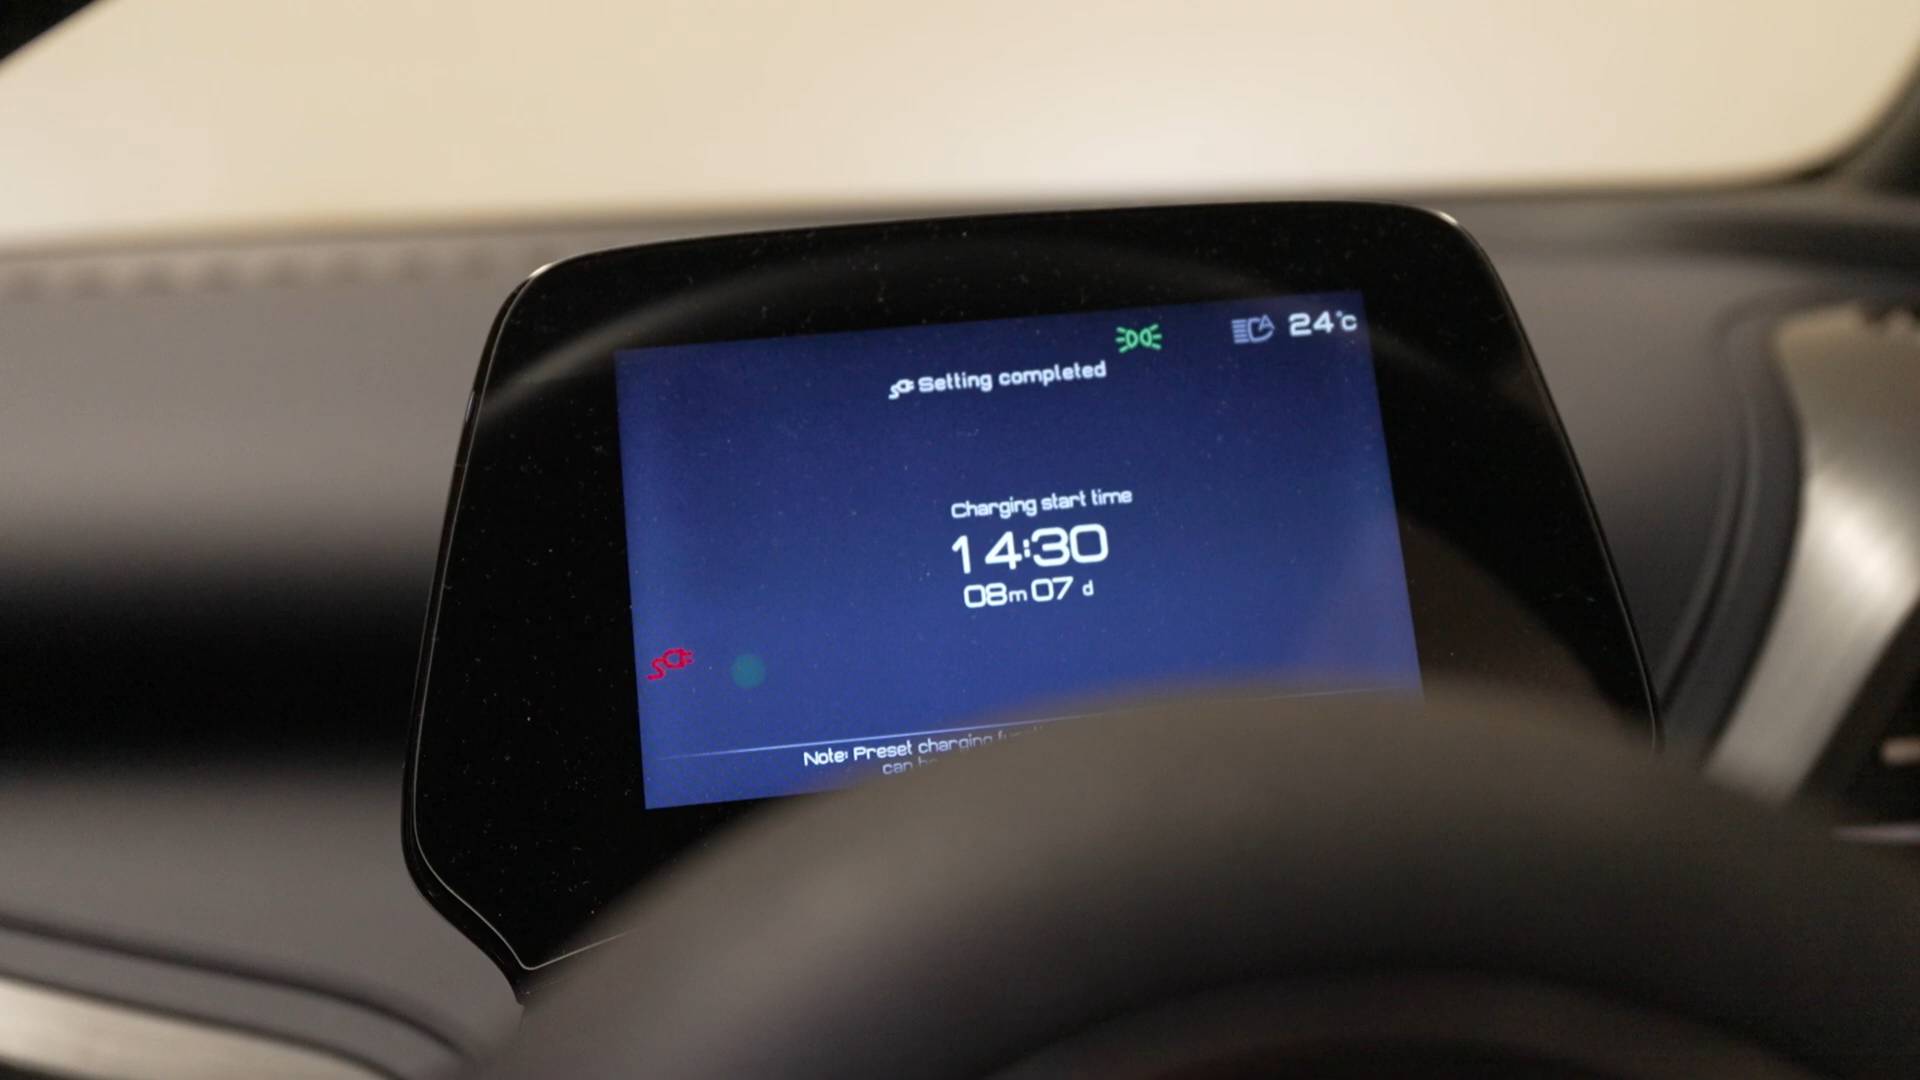 24°C
Setting completed
Charging start time
14:30
08m 07 d
Note: Preset charging
can